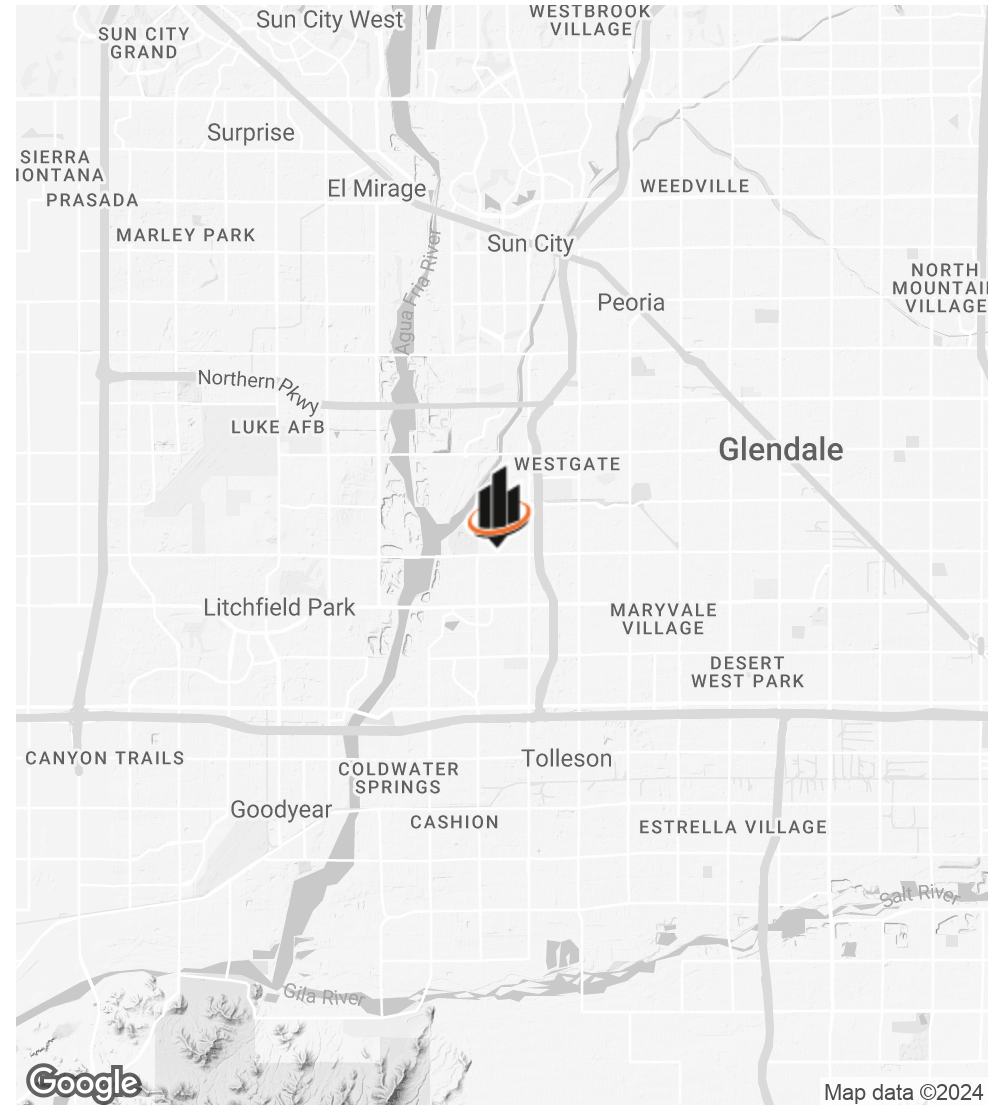 Sun City West
WESTBROOK
VILLAGE
SUN CITY
GRAND
Surprise
SIERRA
MONTANA
PRASADA
El Mirage
WEEDVILLE
MARLEY PARK
Sun City
Agua Fria River
NORTH
MOUNTAI
VILLAGE
Peoria
Northern Pkwy
LUKE AFB
Glendale
WESTGATE
Litchfield Park
MARYVALE
VILLAGE
DESERT
WEST PARK
CANYON TRAILS
Tolleson
COLDWATER
SPRINGS
Goodyear
CASHION
ESTRELLA VILLAGE
Salt River
Gila River
Google
Map data ©2024